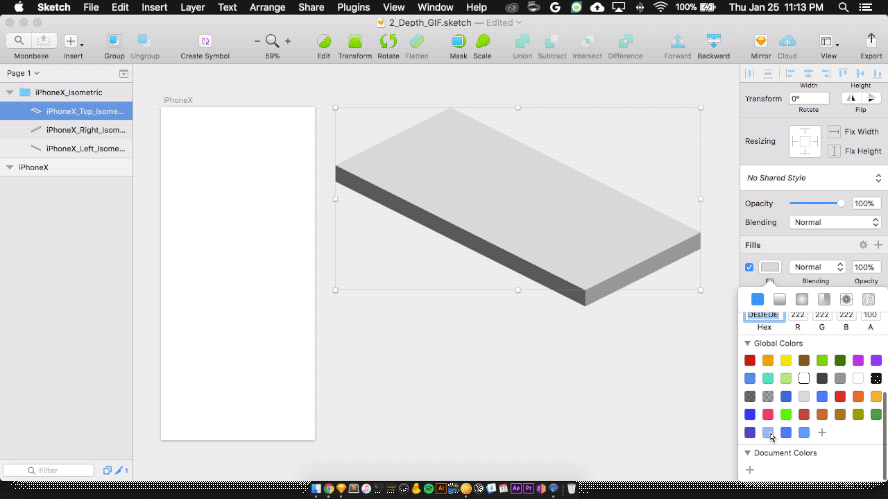 Sketch File Edit Insert Layer Text Arrange Share Plugins View Window Help 100% Thu Jan 25 11:13 PM
2_Depth_GIF.sketch — Edited
Moonbase Insert Group Ungroup Create Symbol 59% Edit Transform Rotate Flatten Mask Scale Union Subtract Intersect Difference Forward Backward Mirror Cloud View Export
Page 1
iPhoneX_Isometric
iPhoneX_Top_Isome...
iPhoneX_Right_Isom...
iPhoneX_Left_Isome...
iPhoneX
Filter
1
iPhoneX
Width Height
Transform 0°
Rotate Flip
Resizing Fix Width
Fix Height
No Shared Style
Opacity 100%
Blending Normal
Fills
Normal 100%
Fill Blending Opacity
DEDEDE 222 222 222 100
Hex R G B A
Global Colors
Document Colors